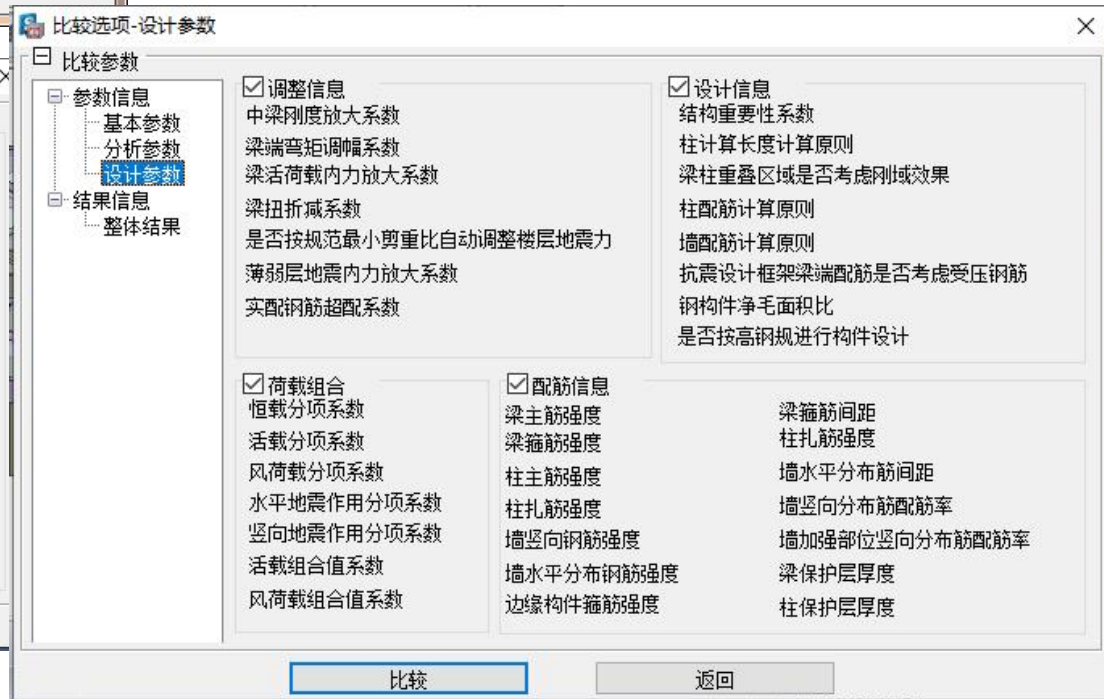 比较选项-设计参数
比较参数
参数信息
基本参数
分析参数
设计参数
结果信息
整体结果
调整信息
中梁刚度放大系数
梁端弯矩调幅系数
梁活荷载内力放大系数
梁扭折减系数
是否按规范最小剪重比自动调整楼层地震力
薄弱层地震内力放大系数
实配钢筋超配系数
设计信息
结构重要性系数
柱计算长度计算原则
梁柱重叠区域是否考虑刚域效果
柱配筋计算原则
墙配筋计算原则
抗震设计框架梁端配筋是否考虑受压钢筋
钢构件净毛面积比
是否按高钢规进行构件设计
荷载组合
恒载分项系数
活载分项系数
风荷载分项系数
水平地震作用分项系数
竖向地震作用分项系数
活载组合值系数
风荷载组合值系数
配筋信息
梁主筋强度
梁箍筋强度
柱主筋强度
柱扎筋强度
墙竖向钢筋强度
墙水平分布钢筋强度
边缘构件箍筋强度
梁箍筋间距
柱扎筋强度
墙水平分布筋间距
墙竖向分布筋配筋率
墙加强部位竖向分布筋配筋率
梁保护层厚度
柱保护层厚度
比较
返回